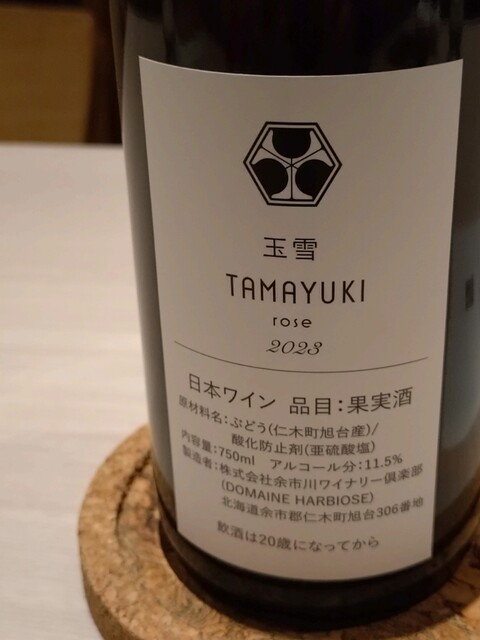 玉雪
TAMAYUKI
rose
2023
日本ワイン 品目:果実酒
原材料名:ぶどう(仁木町旭台産)/
酸化防止剤(亜硫酸塩)
内容量:750ml アルコール分:11.5%
製造者:株式会社余市川ワイナリー倶楽部
(DOMAINE HARBIOSE)
北海道余市郡仁木町旭台306番地
飲酒は20歳になってから